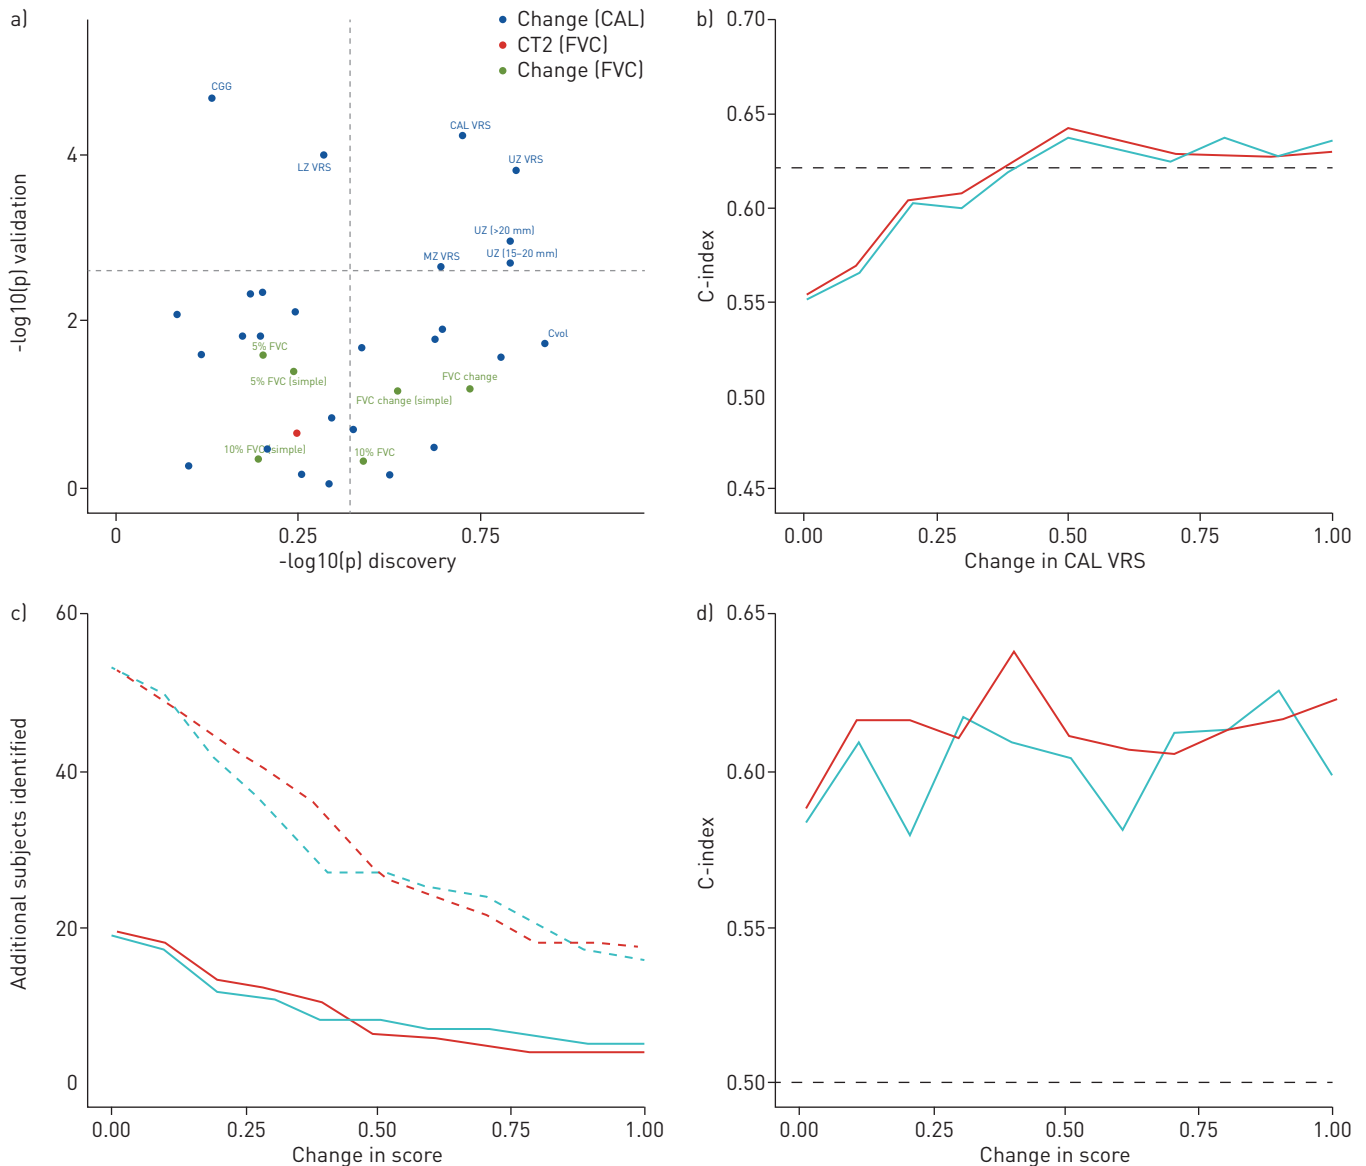 a)
Change (CAL)
CT2 (FVC)
Change (FVC)
CGG
CAL VRS
LZ VRS
UZ VRS
UZ (>20 mm)
MZ VRS
UZ (15–20 mm)
Cvol
5% FVC
5% FVC (simple)
FVC change
FVC change (simple)
10% FVC (simple)
10% FVC
4
2
0
-log10(p) validation
0
0.25
0.75
-log10(p) discovery
b)
0.70
0.65
0.60
0.55
0.50
0.45
C-index
0.00
0.25
0.50
0.75
1.00
Change in CAL VRS
c)
60
40
20
0
Additional subjects identified
0.00
0.25
0.50
0.75
1.00
Change in score
d)
0.65
0.60
0.55
0.50
C-index
0.00
0.25
0.50
0.75
1.00
Change in score